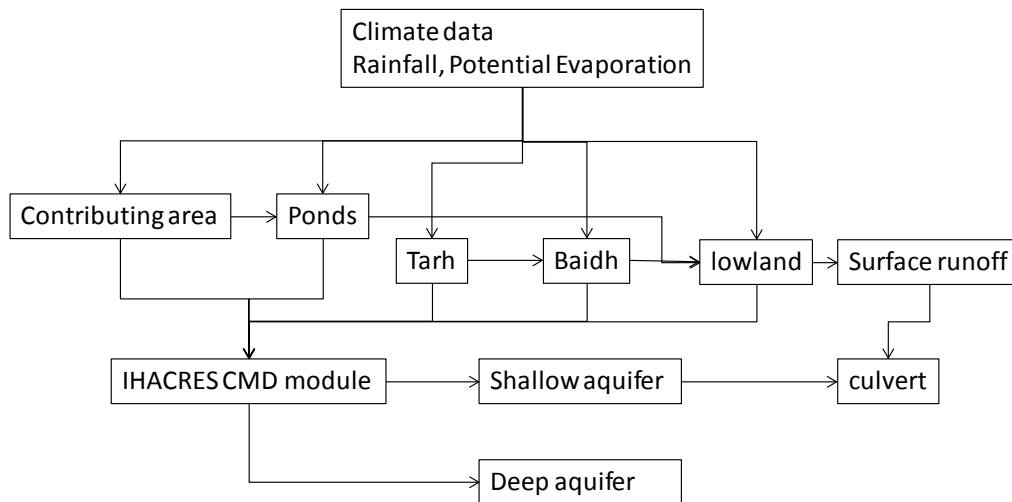 Climate data
Rainfall, Potential Evaporation
Contributing area
Ponds
Tarh
Baidh
lowland
Surface runoff
IHACRES CMD module
Shallow aquifer
culvert
Deep aquifer